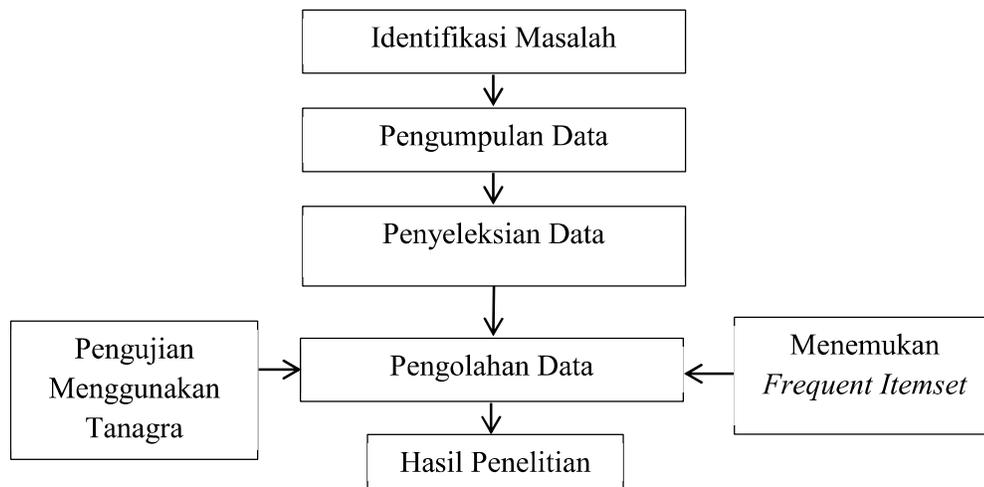 Identifikasi Masalah
Pengumpulan Data
Penyeleksian Data
Pengujian
Menggunakan
Tanagra
Pengolahan Data
Menemukan
Frequent Itemset
Hasil Penelitian